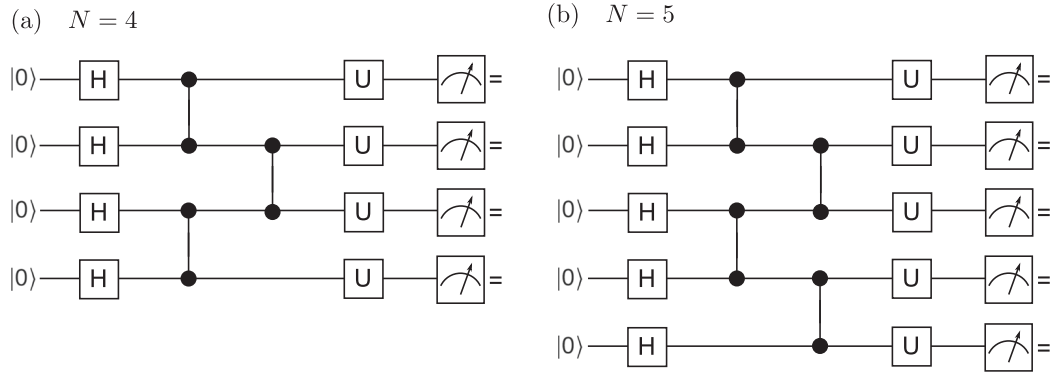 (a) N = 4
(b) N = 5
|0⟩ H U =
|0⟩ H U =
|0⟩ H U =
|0⟩ H U =
|0⟩ H U =
|0⟩ H U =
|0⟩ H U =
|0⟩ H U =
|0⟩ H U =